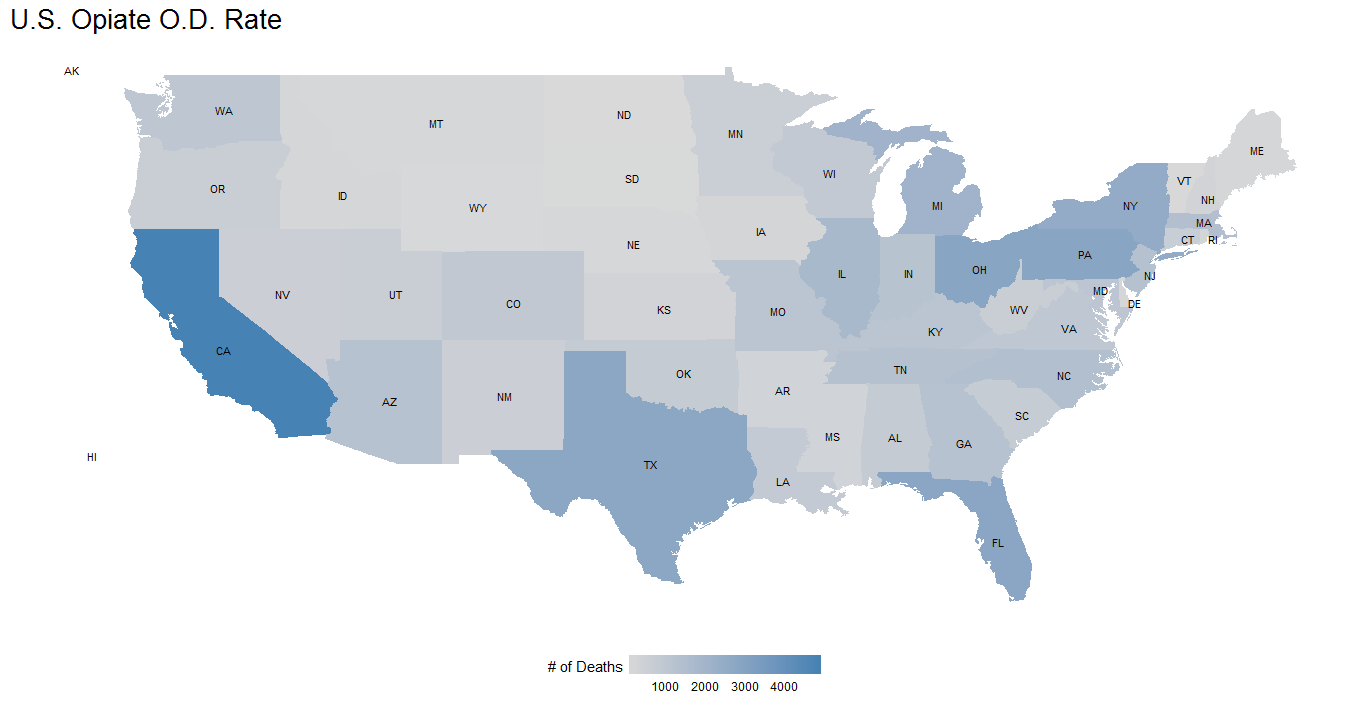 U.S. Opiate O.D. Rate
AK
WA
MT
ND
MN
ME
OR
ID
WY
SD
WI
MI
NY
VT
NH
MA
CT
RI
IA
NE
PA
OH
IN
IL
NJ
NV
UT
CO
KS
MO
WV
MD
DE
VA
KY
CA
AZ
NM
OK
AR
TN
NC
SC
MS
AL
GA
HI
TX
LA
FL
# of Deaths
1000 2000 3000 4000